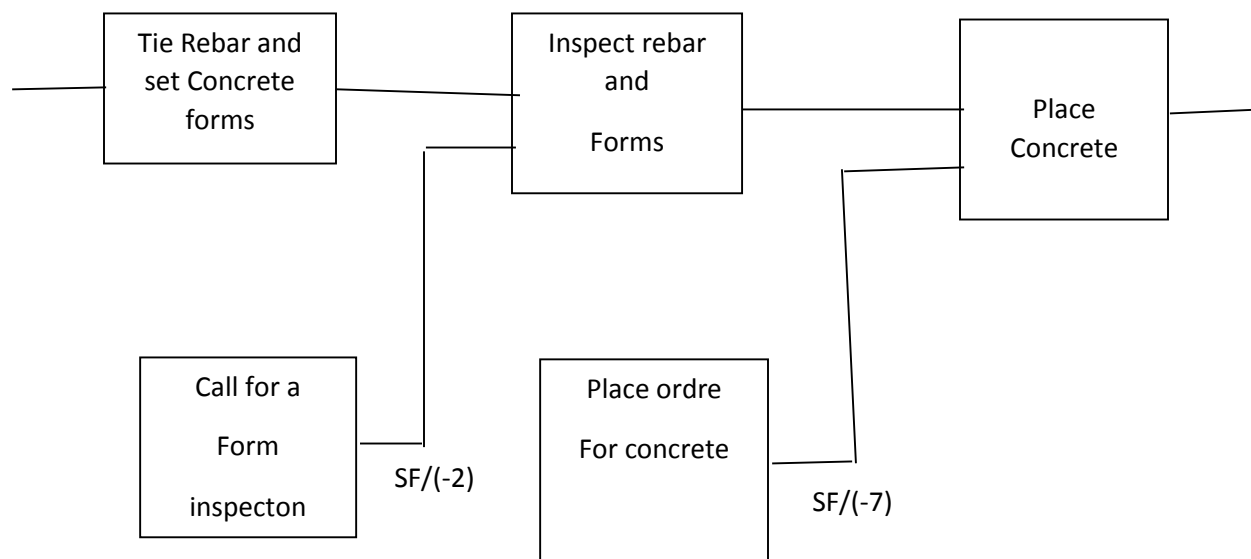 Tie Rebar and
set Concrete
forms
Inspect rebar
and
Forms
Place
Concrete
Call for a
Form
inspecton
SF/(-2)
Place ordre
For concrete
SF/(-7)